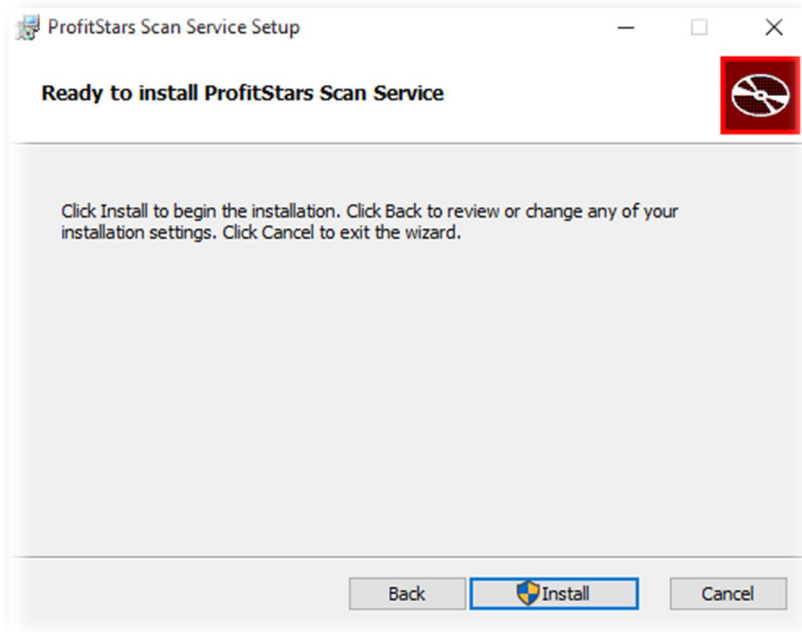 ProfitStars Scan Service Setup
Ready to install ProfitStars Scan Service
Click Install to begin the installation. Click Back to review or change any of your
installation settings. Click Cancel to exit the wizard.
Back Install Cancel